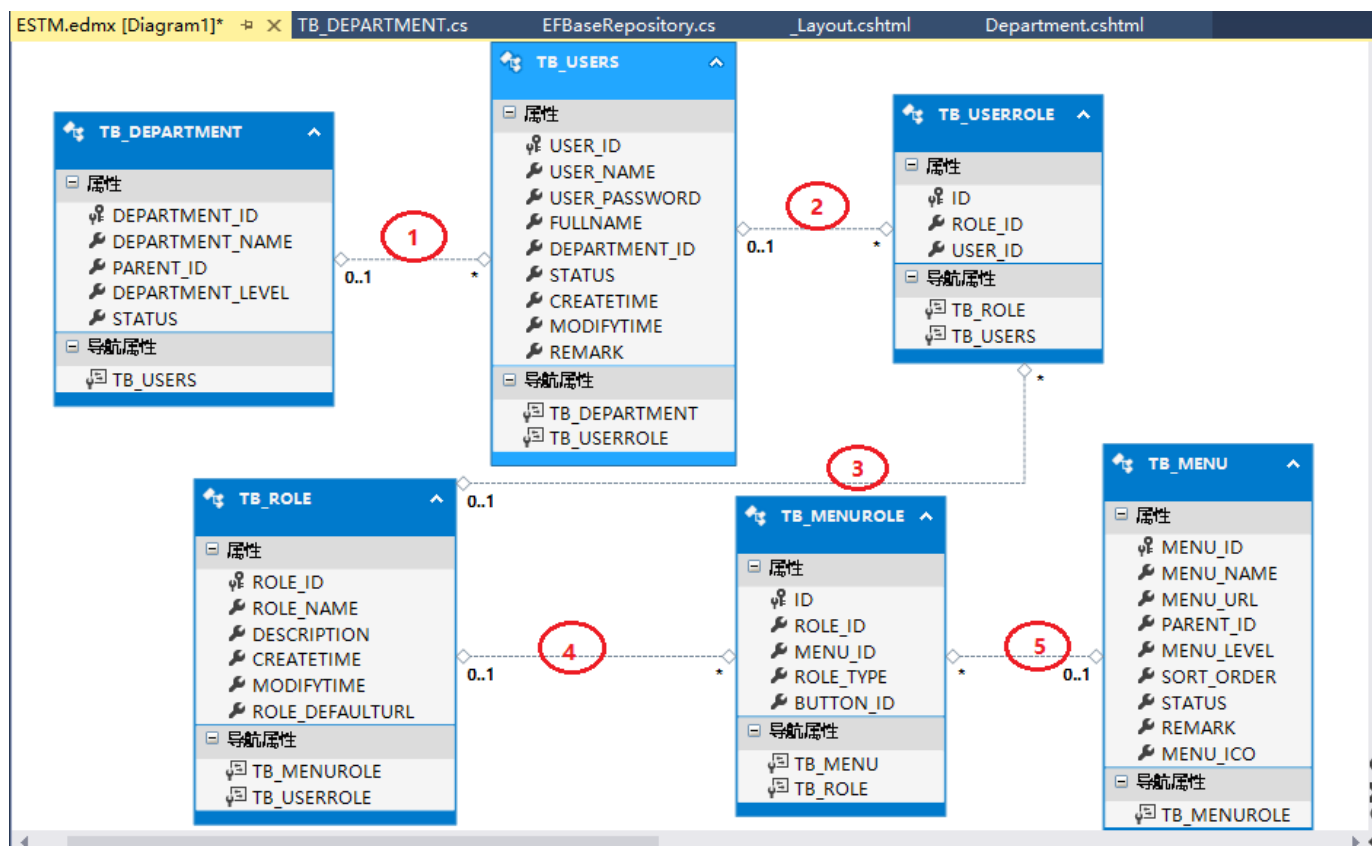 ESTM.edmx [Diagram1]*
TB_DEPARTMENT.cs
EFBaseRepository.cs
_Layout.cshtml
Department.cshtml
TB_DEPARTMENT
属性
DEPARTMENT_ID
DEPARTMENT_NAME
PARENT_ID
DEPARTMENT_LEVEL
STATUS
导航属性
TB_USERS
1
0..1
*
TB_USERS
属性
USER_ID
USER_NAME
USER_PASSWORD
FULLNAME
DEPARTMENT_ID
STATUS
CREATETIME
MODIFYTIME
REMARK
导航属性
TB_DEPARTMENT
TB_USERROLE
2
0..1
*
TB_USERROLE
属性
ID
ROLE_ID
USER_ID
导航属性
TB_ROLE
TB_USERS
*
3
0..1
TB_ROLE
属性
ROLE_ID
ROLE_NAME
DESCRIPTION
CREATETIME
MODIFYTIME
ROLE_DEFAULTURL
导航属性
TB_MENUROLE
TB_USERROLE
4
0..1
*
TB_MENUROLE
属性
ID
ROLE_ID
MENU_ID
ROLE_TYPE
BUTTON_ID
导航属性
TB_MENU
TB_ROLE
5
*
0..1
TB_MENU
属性
MENU_ID
MENU_NAME
MENU_URL
PARENT_ID
MENU_LEVEL
SORT_ORDER
STATUS
REMARK
MENU_ICO
导航属性
TB_MENUROLE